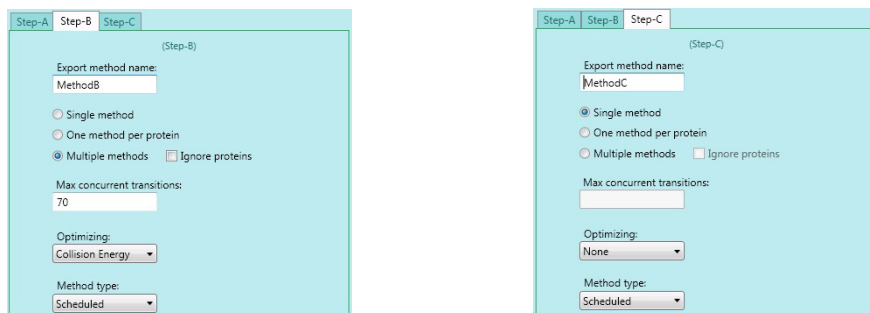 Step-A Step-B Step-C
(Step-B)
Export method name:
MethodB
Single method
One method per protein
Multiple methods Ignore proteins
Max concurrent transitions:
70
Optimizing:
Collision Energy
Method type:
Scheduled
Step-A Step-B Step-C
(Step-C)
Export method name:
MethodC
Single method
One method per protein
Multiple methods Ignore proteins
Max concurrent transitions:
Optimizing:
None
Method type:
Scheduled